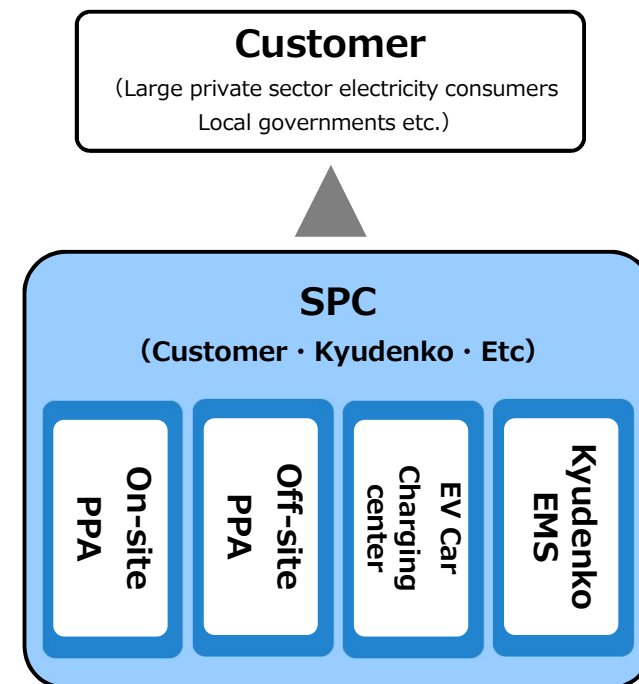 Customer
（Large private sector electricity consumers
Local governments etc.）
SPC
（Customer・Kyudenko・Etc）
On-site
PPA
Off-site
PPA
EV Car
Charging
center
Kyudenko
EMS